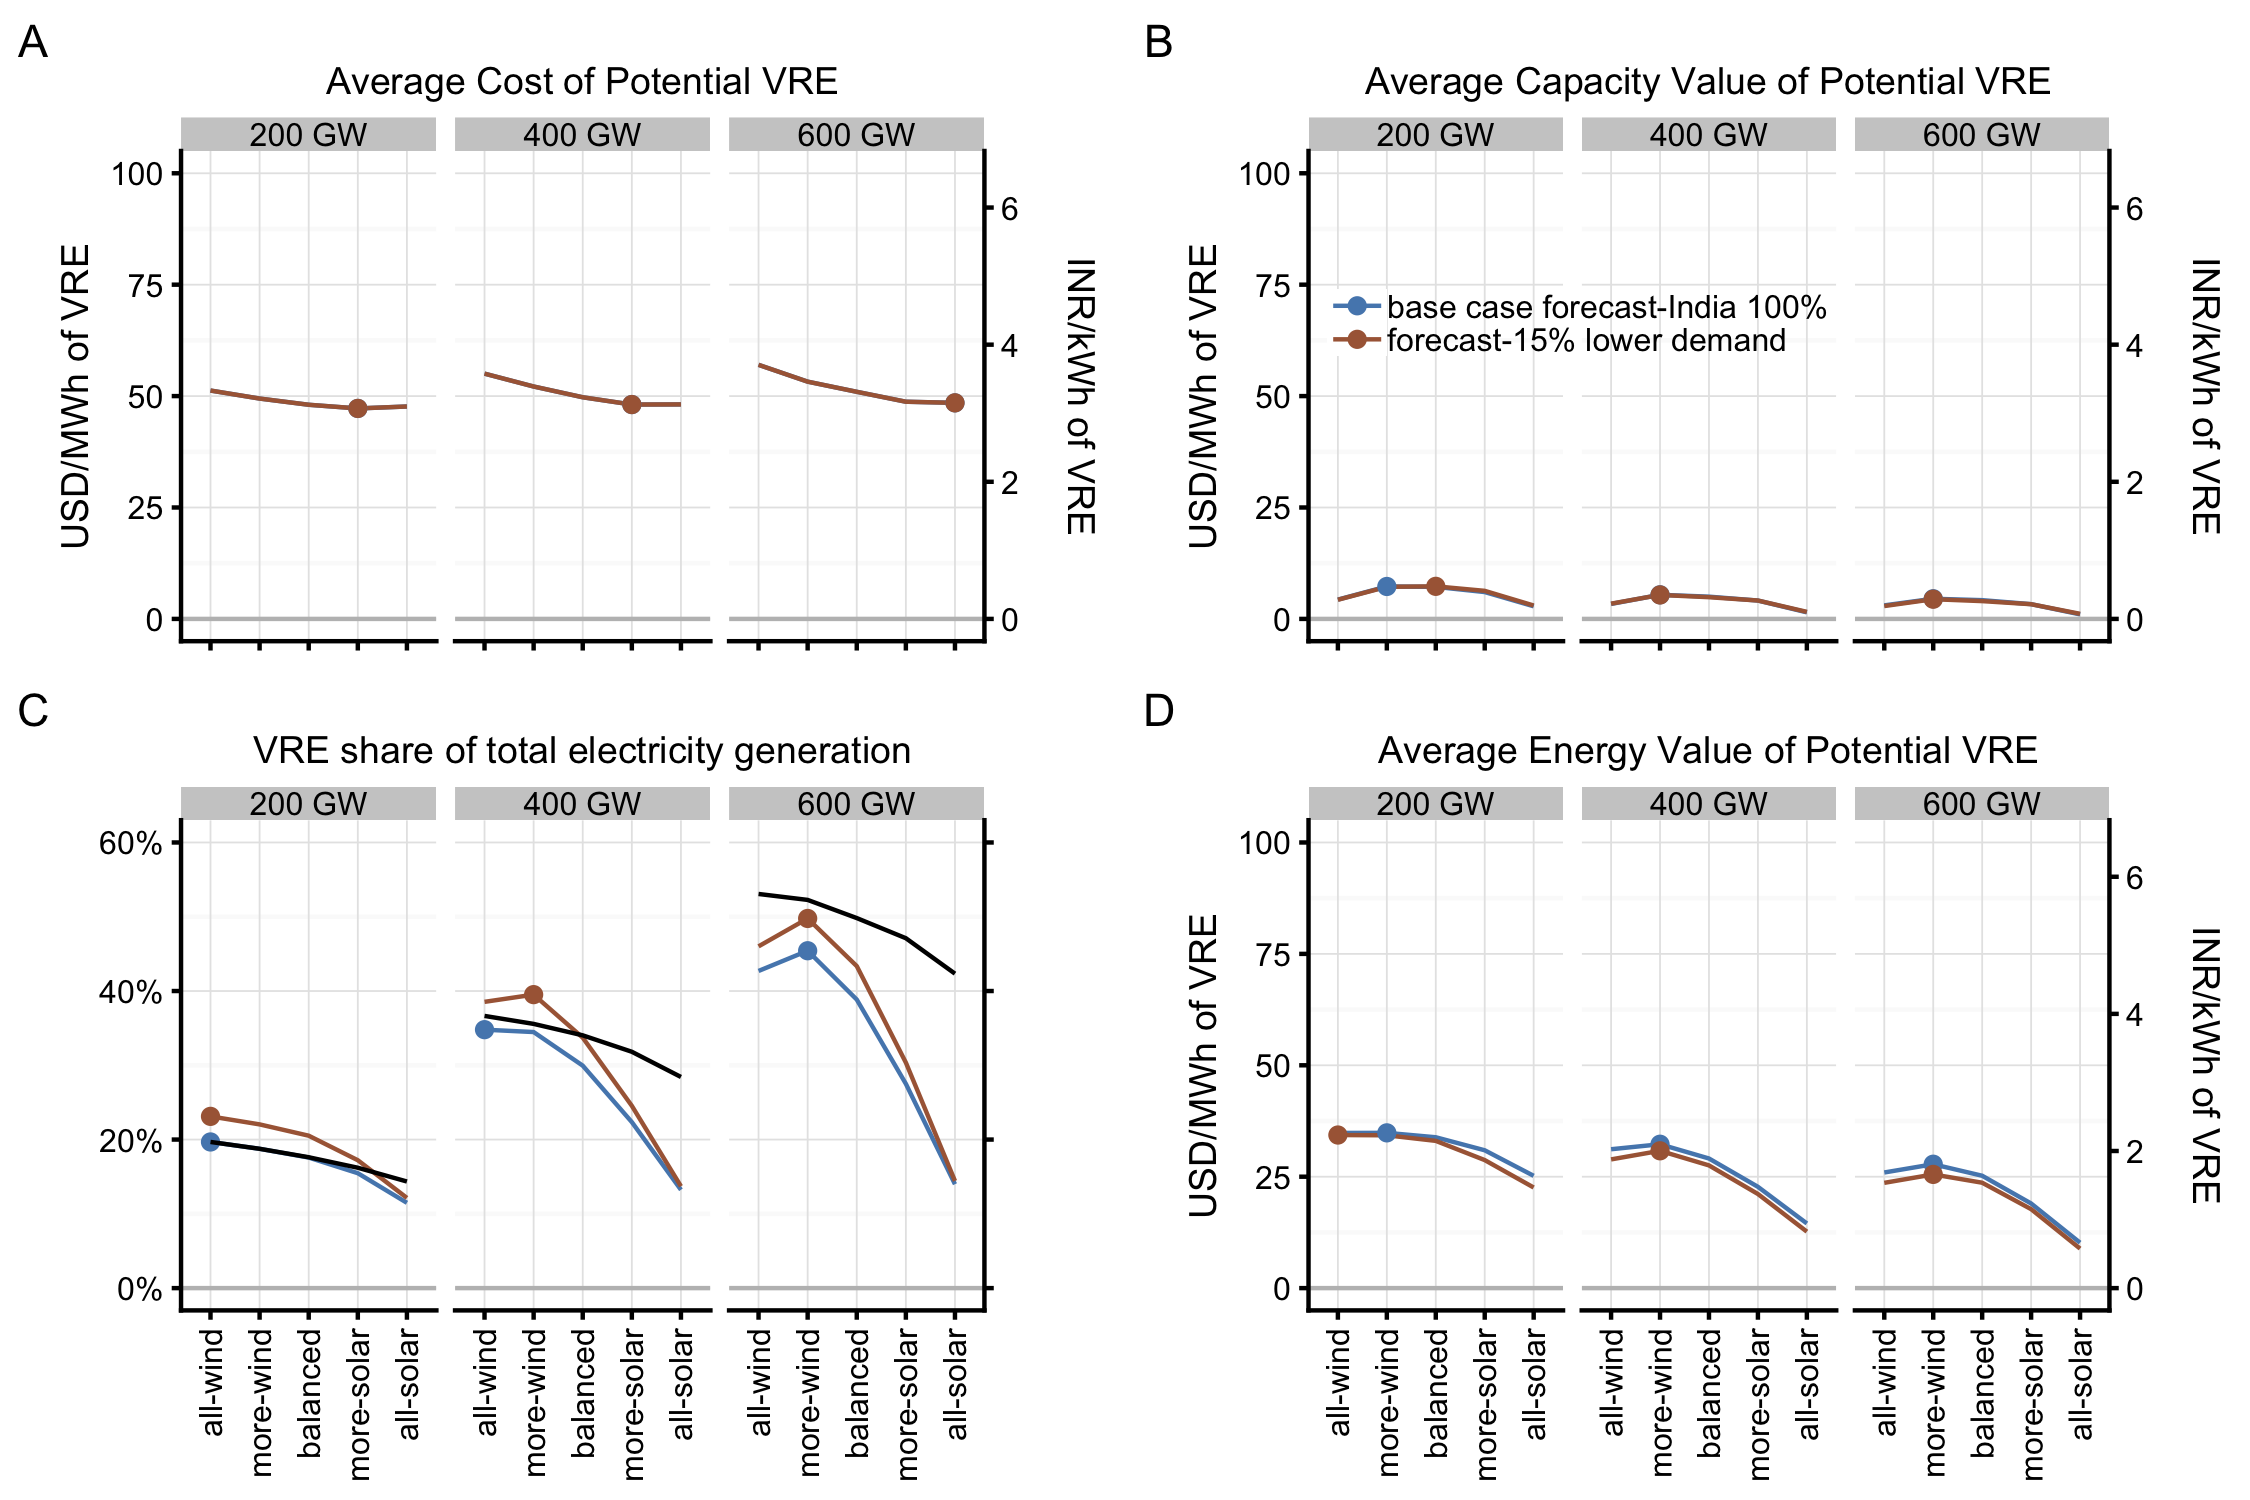 A
Average Cost of Potential VRE
200 GW 400 GW 600 GW
USD/MWh of VRE
100
75
50
25
0
6
4
2
0
INR/kWh of VRE
B
Average Capacity Value of Potential VRE
200 GW 400 GW 600 GW
USD/MWh of VRE
100
75
50
25
0
base case forecast-India 100%
forecast-15% lower demand
6
4
2
0
INR/kWh of VRE
C
VRE share of total electricity generation
200 GW 400 GW 600 GW
60%
40%
20%
0%
all-wind
more-wind
balanced
more-solar
all-solar
all-wind
more-wind
balanced
more-solar
all-solar
all-wind
more-wind
balanced
more-solar
all-solar
D
Average Energy Value of Potential VRE
200 GW 400 GW 600 GW
USD/MWh of VRE
100
75
50
25
0
6
4
2
0
INR/kWh of VRE
all-wind
more-wind
balanced
more-solar
all-solar
all-wind
more-wind
balanced
more-solar
all-solar
all-wind
more-wind
balanced
more-solar
all-solar